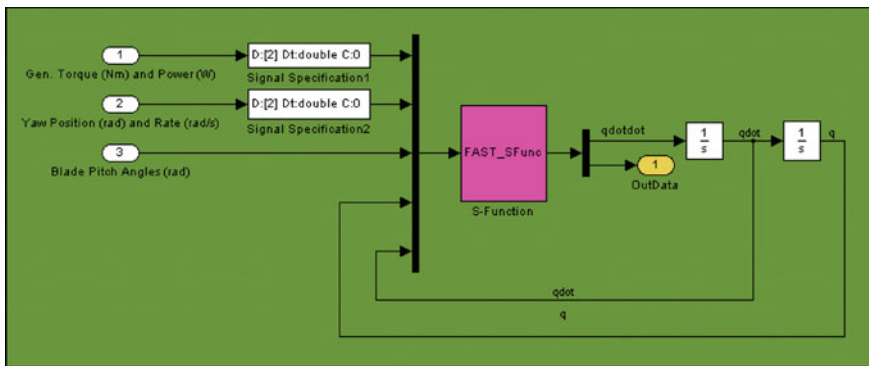 1
D:[2] Dt:double C:0
Gen. Torque (Nm) and Power (W)
Signal Specification1
2
D:[2] Dt:double C:0
Yaw Position (rad) and Rate (rad/s)
Signal Specification2
3
Blade Pitch Angles (rad)
FAST_SFunc
S-Function
qdotdot
1
OutData
1
s
qdot
1
s
q
qdot
q